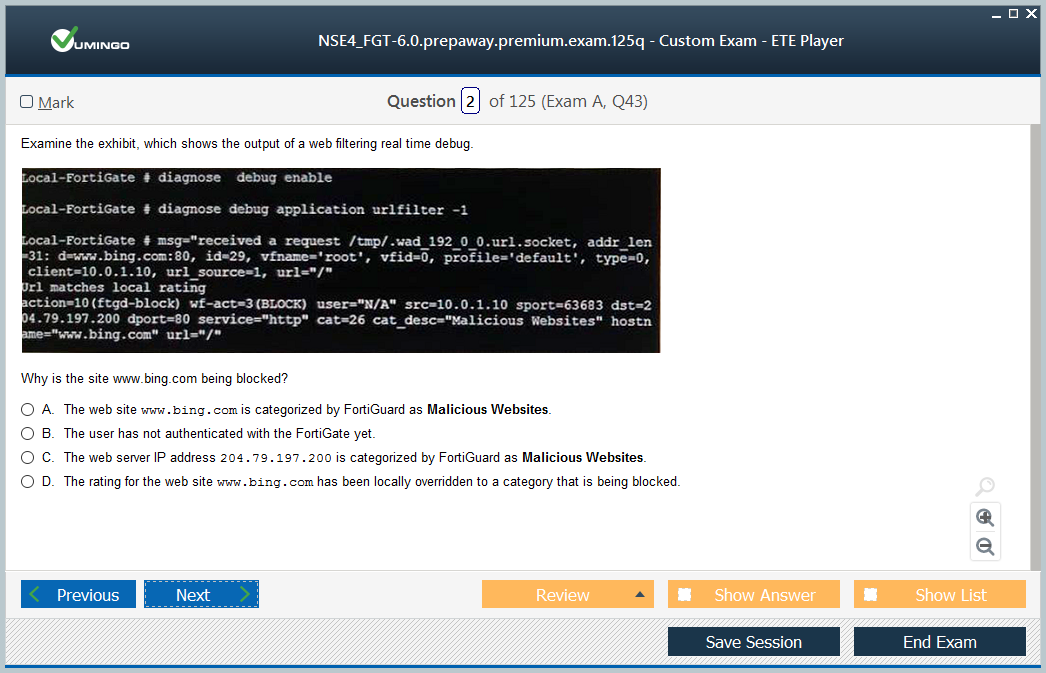 VUMINGO
NSE4_FGT-6.0.prepaway.premium.exam.125q - Custom Exam - ETE Player
Mark
Question 2 of 125 (Exam A, Q43)
Examine the exhibit, which shows the output of a web filtering real time debug.
Local-FortiGate # diagnose  debug enable
Local-FortiGate # diagnose debug application urlfilter -1
Local-FortiGate # msg="received a request /tmp/.wad_192_0_0.url.socket, addr_len
=31: d=www.bing.com:80, id=29, vfname='root', vfid=0, profile='default', type=0,
client=10.0.1.10, url_source=1, url="/"
Url matches local rating
action=10(ftgd-block) wf-act=3(BLOCK) user="N/A" src=10.0.1.10 sport=63683 dst=2
04.79.197.200 dport=80 service="http" cat=26 cat_desc="Malicious Websites" hostn
ame="www.bing.com" url="/"
Why is the site www.bing.com being blocked?
A. The web site www.bing.com is categorized by FortiGuard as Malicious Websites.
B. The user has not authenticated with the FortiGate yet.
C. The web server IP address 204.79.197.200 is categorized by FortiGuard as Malicious Websites.
D. The rating for the web site www.bing.com has been locally overridden to a category that is being blocked.
Previous
Next
Review
Show Answer
Show List
Save Session
End Exam